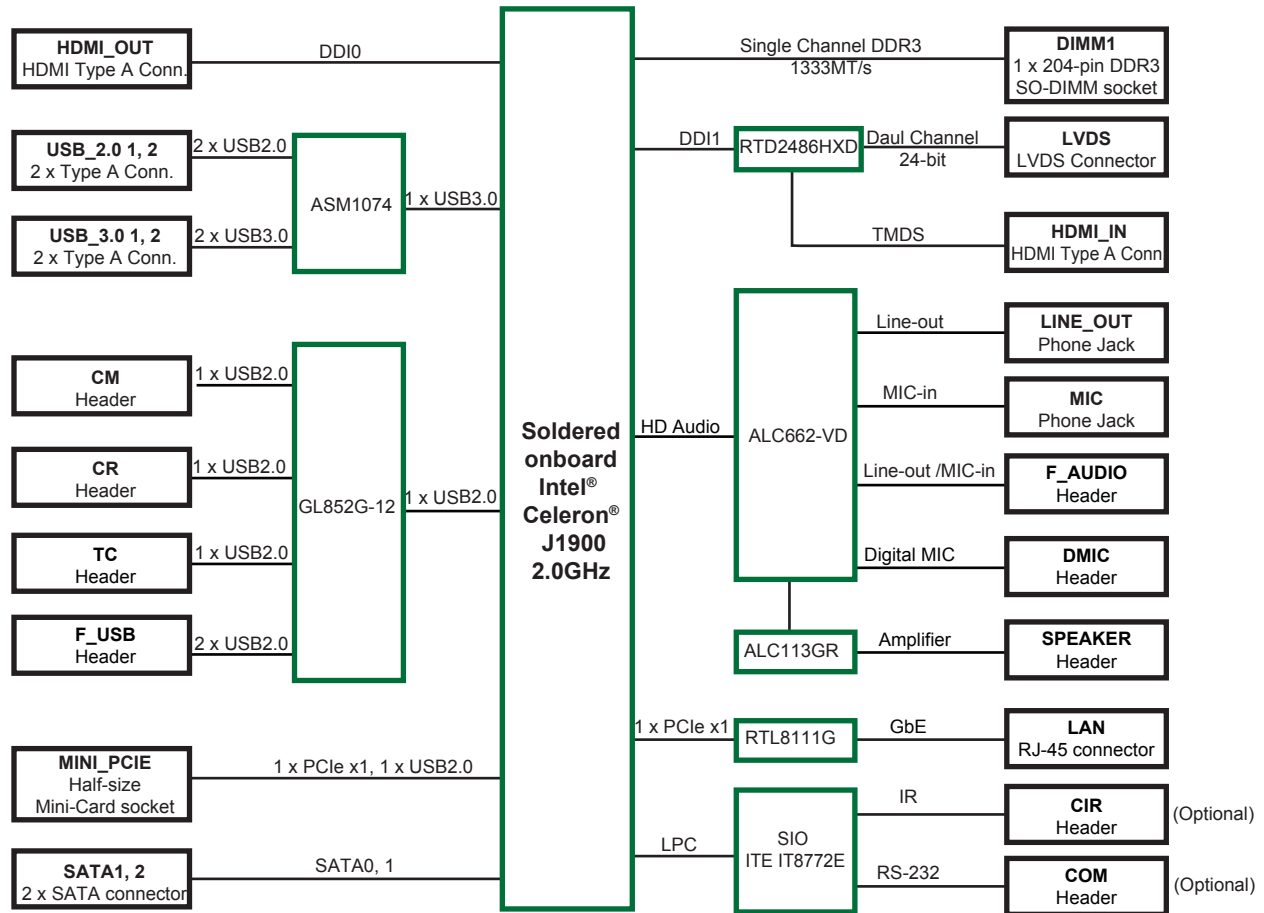 HDMI_OUT
HDMI Type A Conn.
DDI0
USB_2.0 1, 2
2 x Type A Conn.
2 x USB2.0
USB_3.0 1, 2
2 x Type A Conn.
2 x USB3.0
ASM1074
1 x USB3.0
CM
Header
1 x USB2.0
CR
Header
1 x USB2.0
TC
Header
1 x USB2.0
F_USB
Header
2 x USB2.0
GL852G-12
1 x USB2.0
MINI_PCIE
Half-size
Mini-Card socket
1 x PCIe x1, 1 x USB2.0
SATA1, 2
2 x SATA connector
SATA0, 1
Soldered
onboard
Intel®
Celeron®
J1900
2.0GHz
Single Channel DDR3
1333MT/s
DIMM1
1 x 204-pin DDR3
SO-DIMM socket
DDI1
RTD2486HXD
Daul Channel
24-bit
LVDS
LVDS Connector
TMDS
HDMI_IN
HDMI Type A Conn.
HD Audio
ALC662-VD
Line-out
LINE_OUT
Phone Jack
MIC-in
MIC
Phone Jack
Line-out /MIC-in
F_AUDIO
Header
Digital MIC
DMIC
Header
ALC113GR
Amplifier
SPEAKER
Header
1 x PCIe x1
RTL8111G
GbE
LAN
RJ-45 connector
LPC
SIO
ITE IT8772E
IR
CIR
Header
(Optional)
RS-232
COM
Header
(Optional)